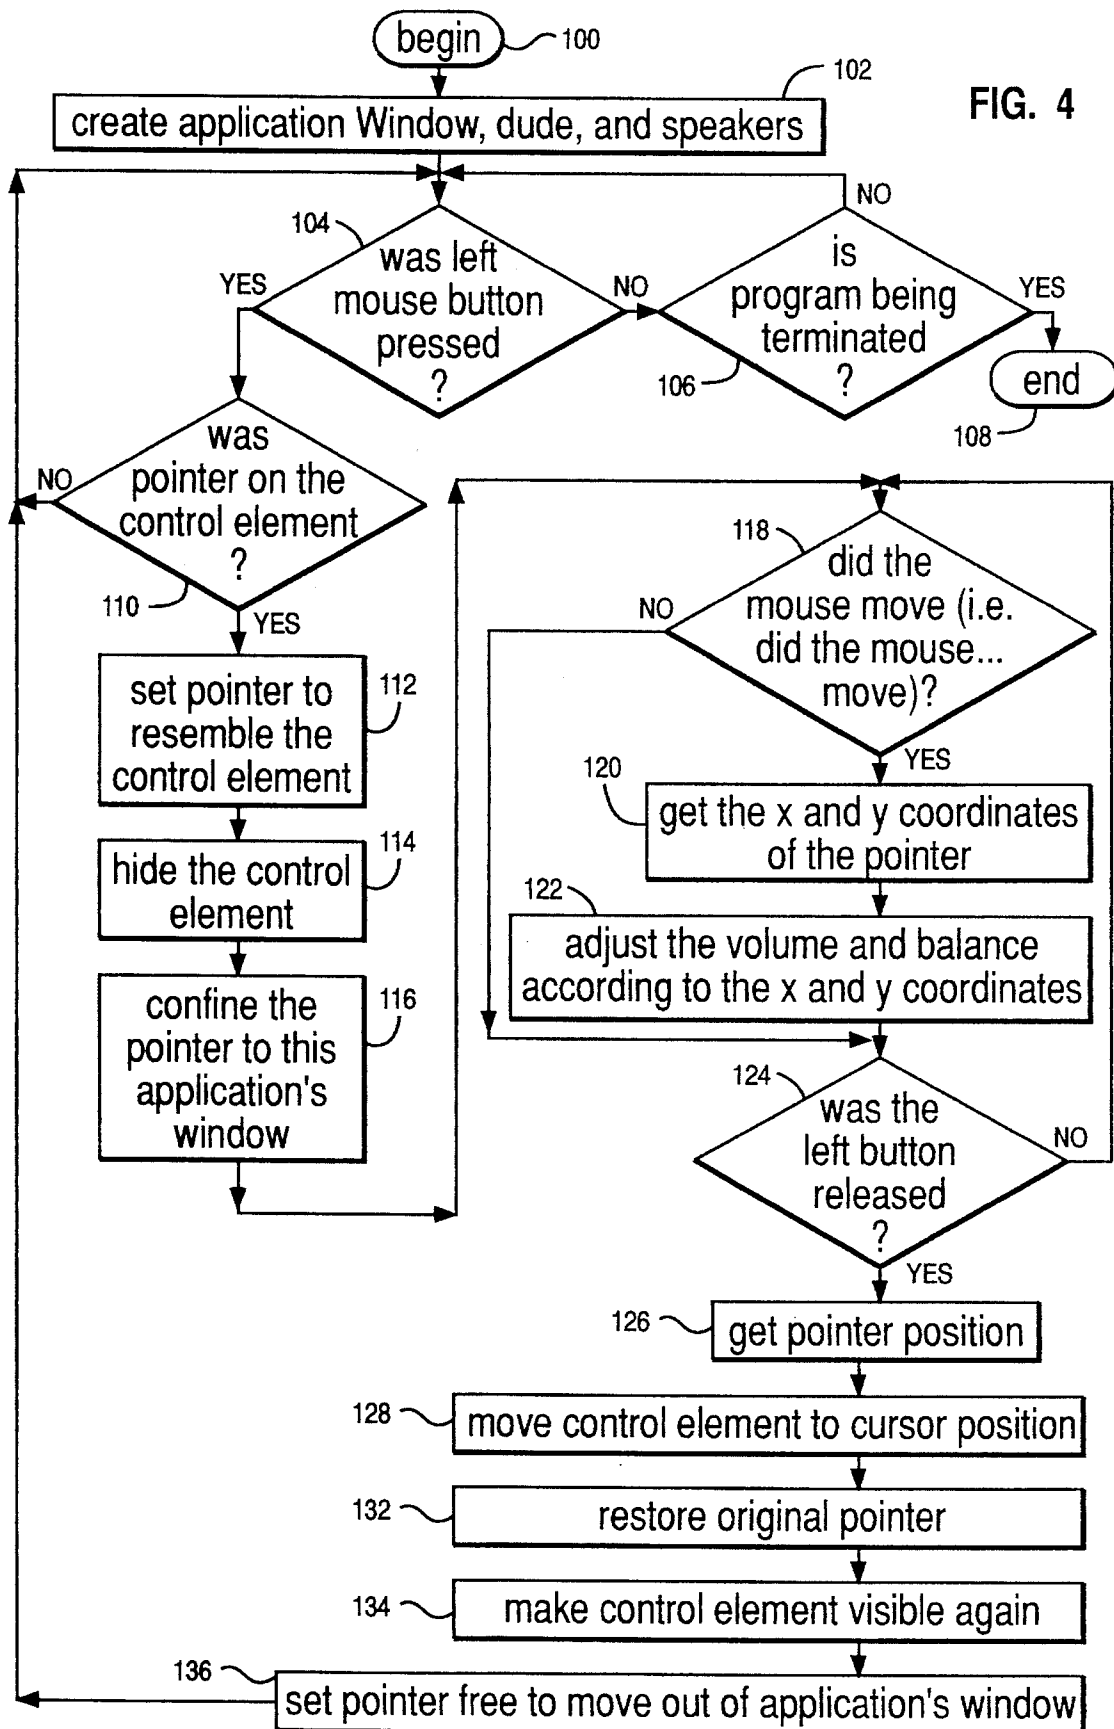 begin
100
102
FIG. 4
create application Window, dude, and speakers
104
was left
mouse button
pressed
?
YES
NO
is
program being
terminated
?
106
NO
YES
end
108
was
pointer on the
control element
?
NO
110
YES
set pointer to
resemble the
control element
112
hide the control
element
114
confine the
pointer to this
application's
window
116
118
did the
mouse move (i.e.
did the mouse...
move)?
NO
YES
120
get the x and y coordinates
of the pointer
122
adjust the volume and balance
according to the x and y coordinates
124
was the
left button
released
?
NO
YES
126
get pointer position
128
move control element to cursor position
132
restore original pointer
134
make control element visible again
136
set pointer free to move out of application's window